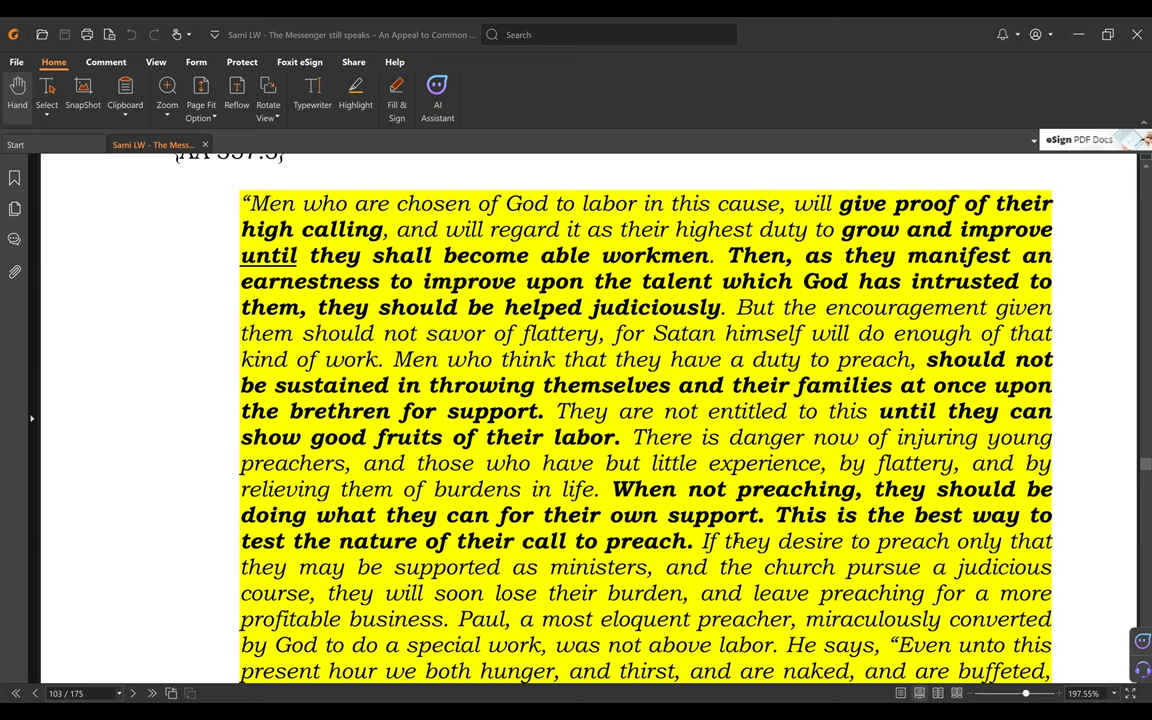 Sami LW - The Messenger still speaks – An Appeal to Common ...
Search
File Home Comment View Form Protect Foxit eSign Share Help
Hand Select SnapShot Clipboard Zoom Page Fit Option Reflow Rotate View Typewriter Highlight Fill & Sign AI Assistant
Start
Sami LW - The Mess...
eSign PDF Docs
{AA 357.3}
“Men who are chosen of God to labor in this cause, will give proof of their
high calling, and will regard it as their highest duty to grow and improve
until they shall become able workmen. Then, as they manifest an
earnestness to improve upon the talent which God has intrusted to
them, they should be helped judiciously. But the encouragement given
them should not savor of flattery, for Satan himself will do enough of that
kind of work. Men who think that they have a duty to preach, should not
be sustained in throwing themselves and their families at once upon
the brethren for support. They are not entitled to this until they can
show good fruits of their labor. There is danger now of injuring young
preachers, and those who have but little experience, by flattery, and by
relieving them of burdens in life. When not preaching, they should be
doing what they can for their own support. This is the best way to
test the nature of their call to preach. If they desire to preach only that
they may be supported as ministers, and the church pursue a judicious
course, they will soon lose their burden, and leave preaching for a more
profitable business. Paul, a most eloquent preacher, miraculously converted
by God to do a special work, was not above labor. He says, “Even unto this
present hour we both hunger, and thirst, and are naked, and are buffeted,
103 / 175
197.55%